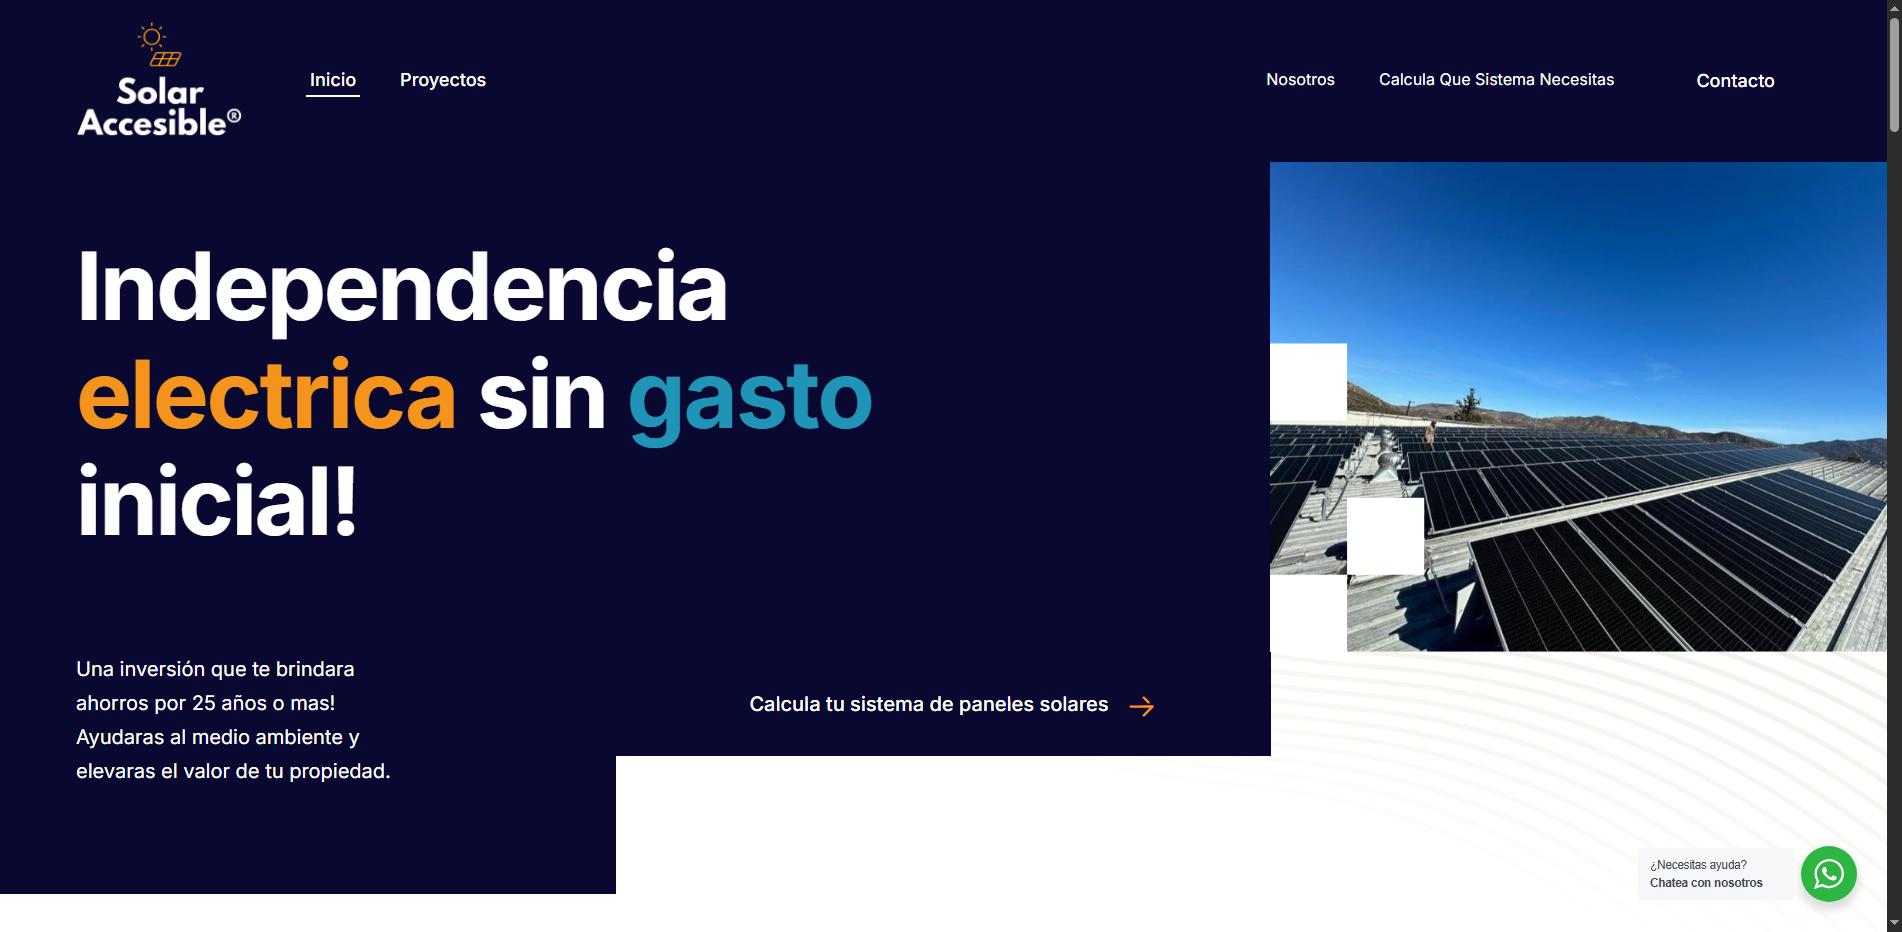 Solar
Accesible®
Inicio
Proyectos
Nosotros
Calcula Que Sistema Necesitas
Contacto
Independencia
electrica sin gasto
inicial!
Una inversión que te brindara
ahorros por 25 años o mas!
Ayudaras al medio ambiente y
elevaras el valor de tu propiedad.
Calcula tu sistema de paneles solares
¿Necesitas ayuda?
Chatea con nosotros